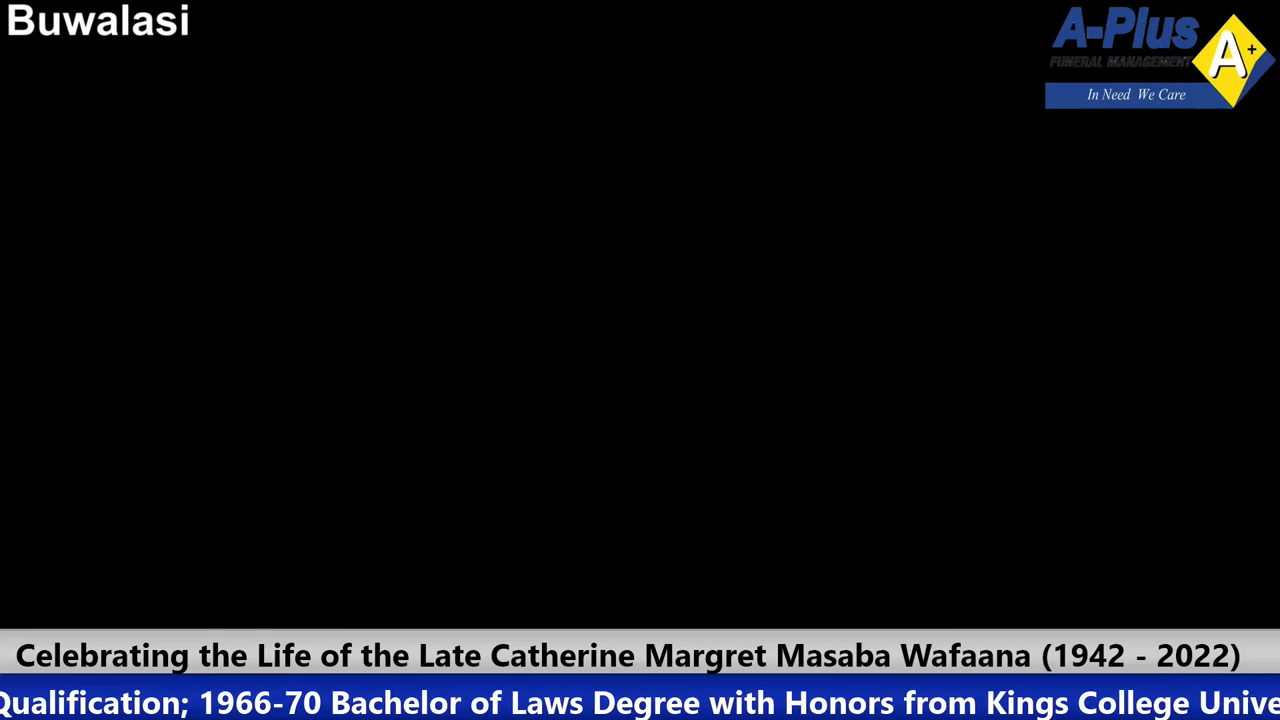 Buwalasi
A-Plus
FUNERAL MANAGEMENT
A+
In Need We Care
Celebrating the Life of the Late Catherine Margret Masaba Wafaana (1942 - 2022)
Qualification; 1966-70 Bachelor of Laws Degree with Honors from Kings College Unive